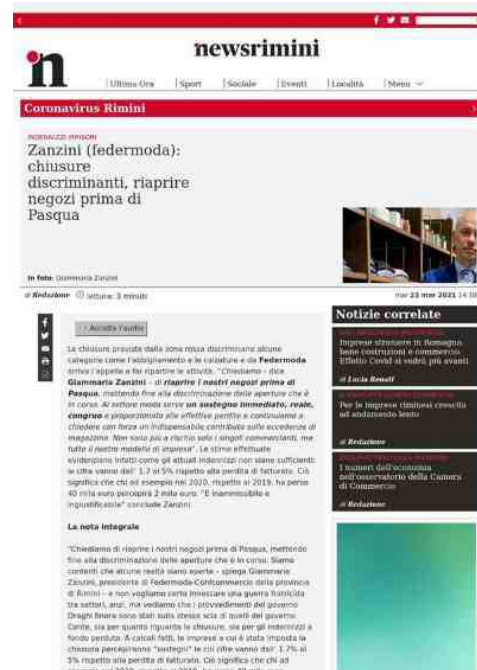 newsrimini
n
Ultima Ora
Sport
Sociale
Eventi
Località
Menu
Coronavirus Rimini
Zanzini (federmoda):
chiusure
discriminanti, riaprire
negozi prima di
Pasqua
In foto: Giammaria Zanzini
di Redazione
lettura: 3 minuti
mar 23 mar 2021 14:38
Ascolta l'audio
Le chiusure previste dalla zona rossa discriminano alcune
categorie come l'abbigliamento e le calzature e da Federmoda
arriva l'appello a far ripartire le attività. "Chiediamo - dice
Giammaria Zanzini - di riaprire i nostri negozi prima di
Pasqua, mettendo fine alla discriminazione delle aperture che è
in corso. Al settore moda serve un sostegno immediato, reale,
congruo e proporzionato alle effettive perdite e continuiamo a
chiedere con forza un indispensabile contributo sulle eccedenze di
magazzino. Non sono più a rischio solo i singoli commercianti, ma
tutto il nostro modello di impresa". Le stime effettuate
evidenziano infatti come gli attuali indennizzi non siano sufficienti:
le cifre vanno dall' 1,7 al 5% rispetto alla perdita di fatturato. Ciò
significa che chi ad esempio nel 2020, rispetto al 2019, ha perso
40 mila euro percepirà 2 mila euro. "E inammissibile e
ingiustificabile" conclude Zanzini.
La nota integrale
"Chiediamo di riaprire i nostri negozi prima di Pasqua, mettendo
fine alla discriminazione delle aperture che è in corso. Siamo
contenti che alcune realtà siano aperte - spiega Giammaria
Zanzini, presidente di Federmoda-Confcommercio della provincia
di Rimini - e non vogliamo certo innescare una guerra fratricida
tra settori, anzi, ma vediamo che i provvedimenti del governo
Draghi finora sono stati sulla stessa scia di quelli del governo
Conte, sia per quanto riguarda le chiusure, sia per gli indennizzi a
fondo perduto. A calcoli fatti, le imprese a cui è stata imposta la
chiusura percepiranno "sostegni" le cui cifre vanno dall' 1,7% al
5% rispetto alla perdita di fatturato. Ciò significa che chi ad
Notizie correlate
Imprese straniere in Romagna:
bene costruzioni e commercio.
Effetto Covid si vedrà più avanti
di Lucia Renati
Per le imprese riminesi crescita
ad andamento lento
di Redazione
I numeri dell'economia
nell'osservatorio della Camera
di Commercio
di Redazione